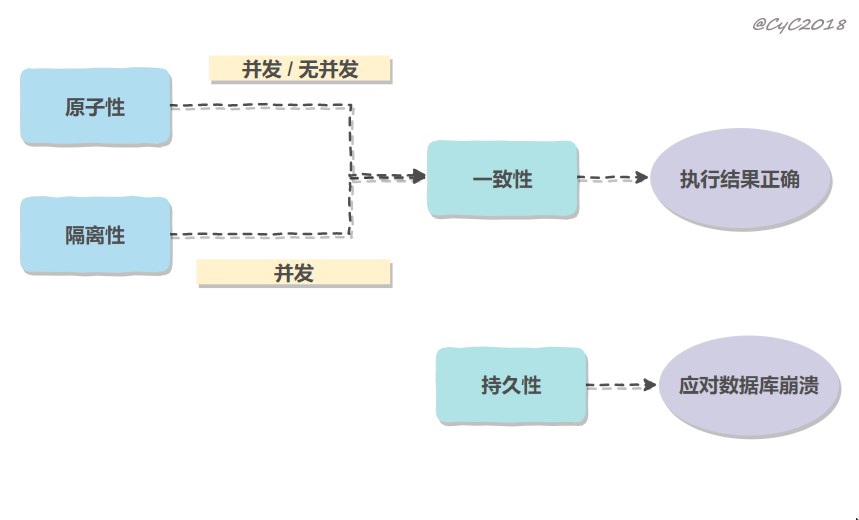 @CyC2018
并发 / 无并发
原子性
一致性
执行结果正确
隔离性
并发
持久性
应对数据库崩溃